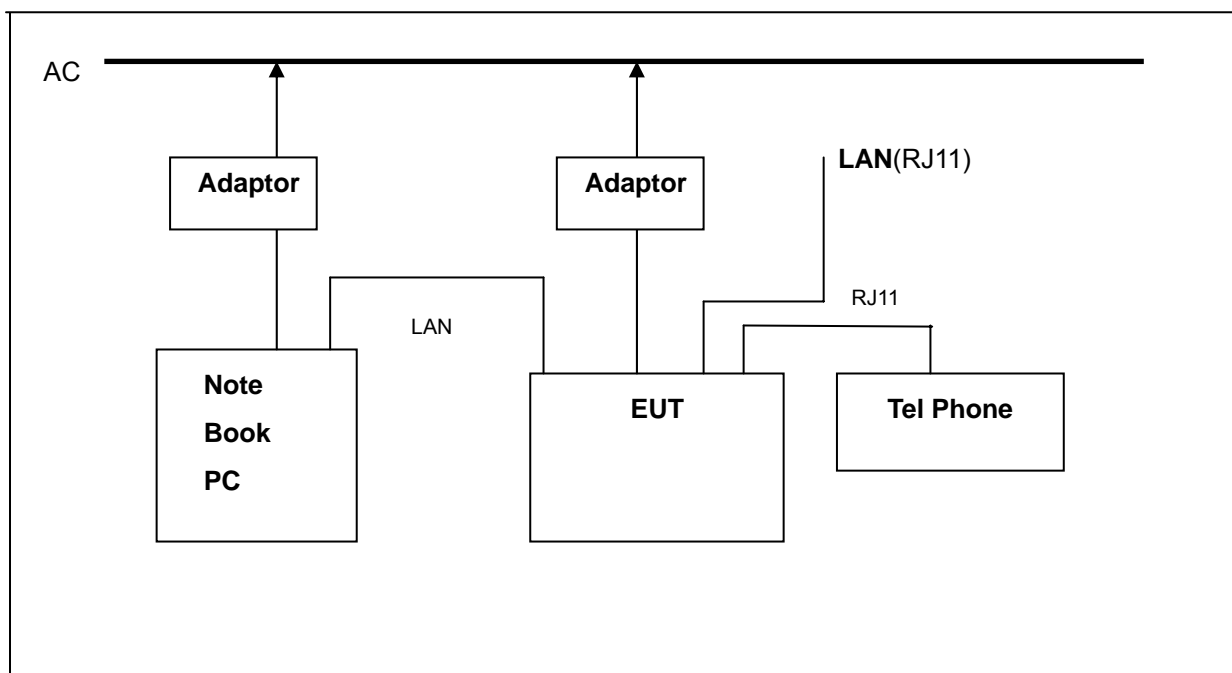 AC
Adaptor
Adaptor
LAN(RJ11)
RJ11
LAN
Note
Book
PC
EUT
Tel Phone